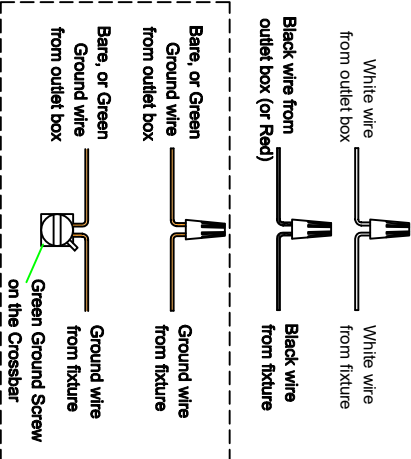 White wire
from outlet box
White wire
from fixture
Black wire from
outlet box (or Red)
Black wire
from fixture
Bare, or Green
Ground wire
from outlet box
Ground wire
from fixture
Bare, or Green
Ground wire
from outlet box
Ground wire
from fixture
Green Ground Screw
on the Crossbar